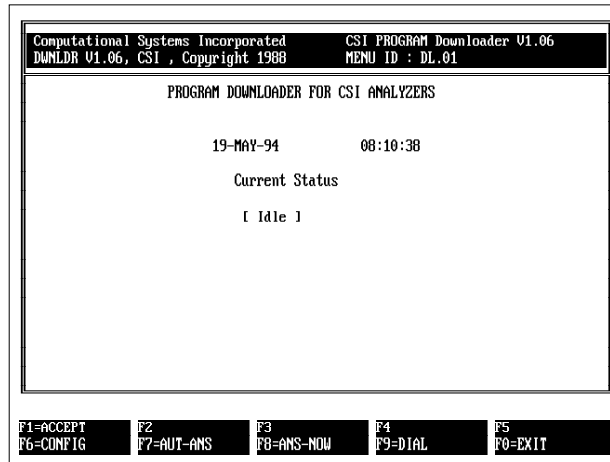 Computational Systems Incorporated CSI PROGRAM Downloader V1.06
DWNLDR V1.06, CSI , Copyright 1988 MENU ID : DL.01
PROGRAM DOWNLOADER FOR CSI ANALYZERS
19-MAY-94 08:10:38
Current Status
[ Idle ]
F1=ACCEPT F2 F3 F4 F5
F6=CONFIG F7=AUT-ANS F8=ANS-NOW F9=DIAL F0=EXIT